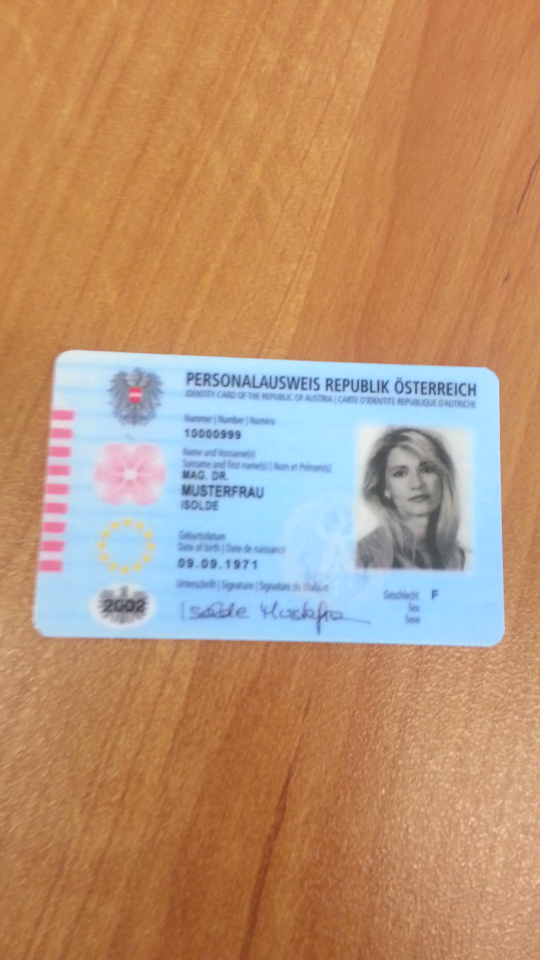 PERSONALAUSWEIS REPUBLIK ÖSTERREICH
IDENTITY CARD OF THE REPUBLIC OF AUSTRIA | CARTE D'IDENTITE REPUBLIQUE D'AUTRICHE
Nummer | Number | Numéro
10000999
Name und Vorname(n)
Surname and first name(s) | Nom et Prénom(s)
MAG. DR.
MUSTERFRAU
ISOLDE
Geburtsdatum
Date of birth | Date de naissance
09.09.1971
Unterschrift | Signature | Signature du titulaire
Isolde Musterfrau
Geschlecht F
Sex
Sexe
2002